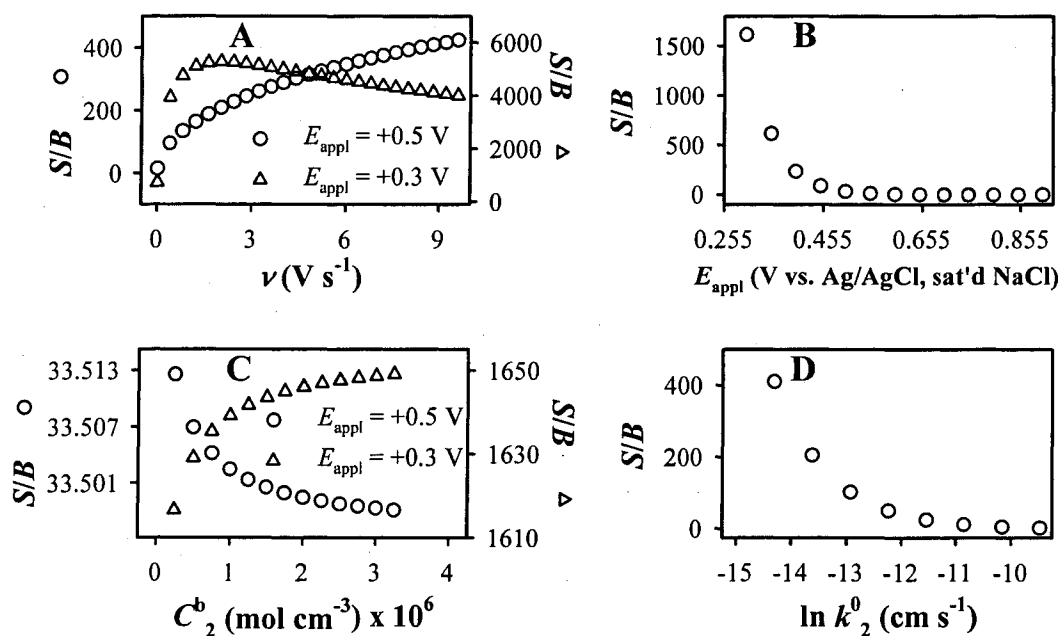 A
400
200
0
S/B
6000
4000
2000
0
S/B
E_appl = +0.5 V
E_appl = +0.3 V
0 3 6 9
ν (V s⁻¹)
B
1500
1000
500
0
S/B
0.255 0.455 0.655 0.855
E_appl (V vs. Ag/AgCl, sat'd NaCl)
C
33.513
33.507
33.501
S/B
1650
1630
1610
S/B
E_appl = +0.5 V
E_appl = +0.3 V
0 1 2 3 4
C^b_2 (mol cm⁻³) x 10⁶
D
400
200
0
S/B
-15 -14 -13 -12 -11 -10
ln k⁰_2 (cm s⁻¹)